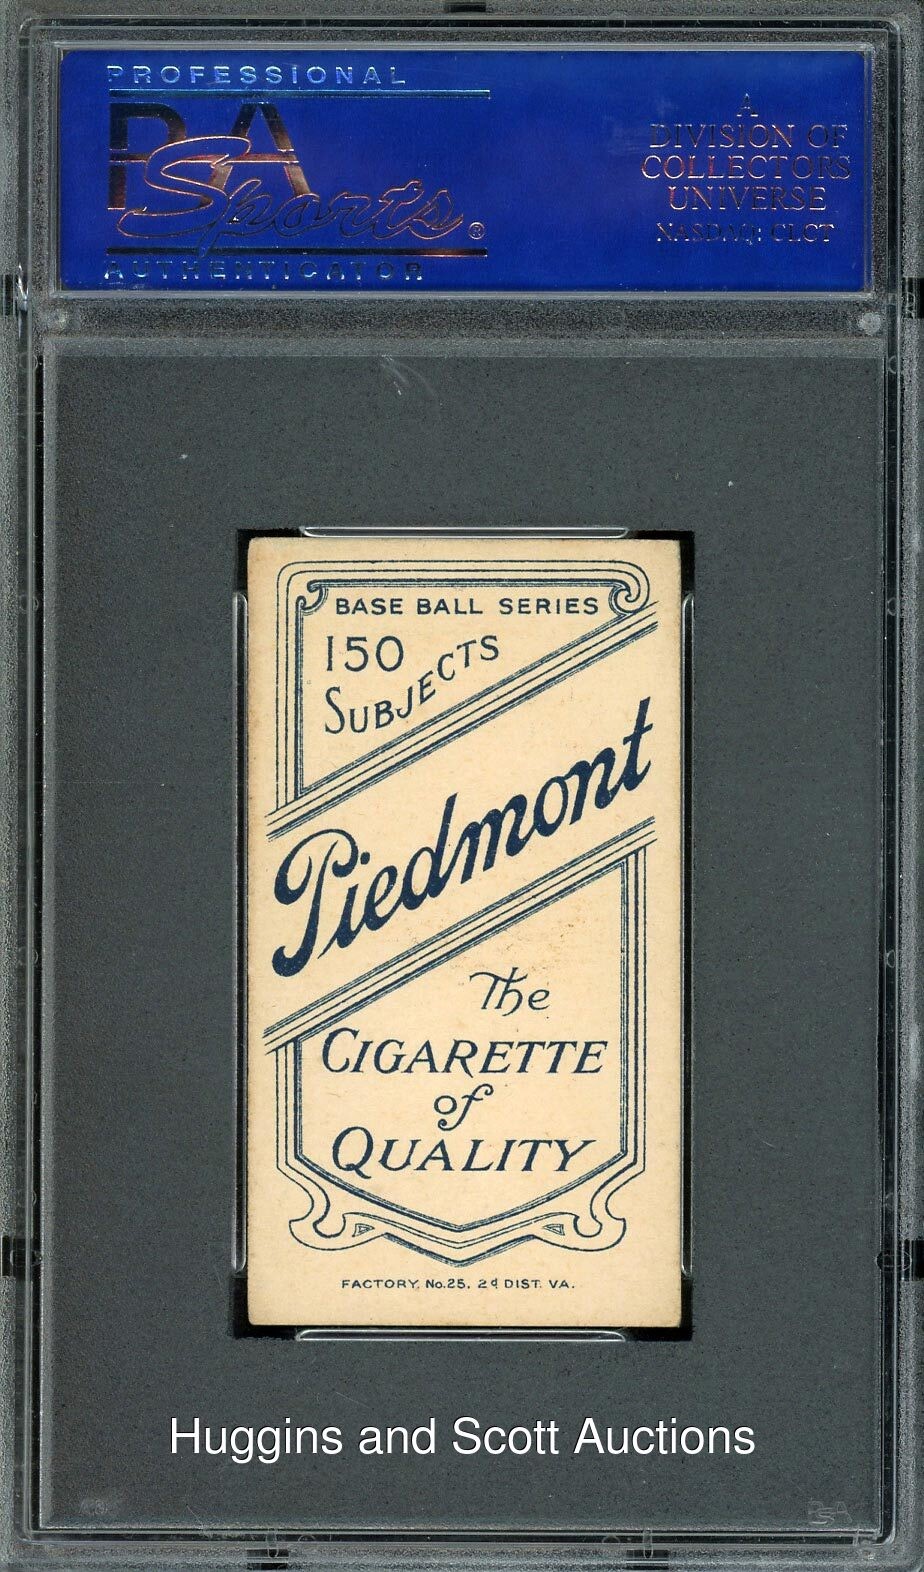 PROFESSIONAL
PSA
Sports®
AUTHENTICATOR
A
DIVISION OF
COLLECTORS
UNIVERSE
NASDAQ: CLCT
BASE BALL SERIES
150
SUBJECTS
Piedmont
The
CIGARETTE
of
QUALITY
FACTORY No.25. 2d DIST. VA.
Huggins and Scott Auctions
PSA